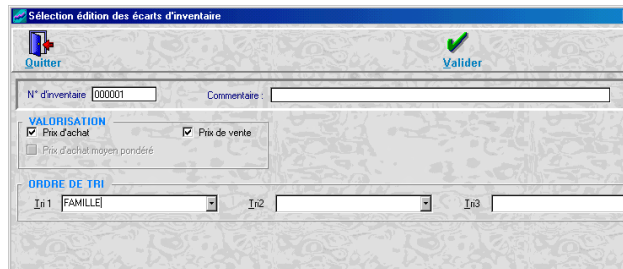 Sélection édition des écarts d'inventaire
Quitter
Valider
N° d'inventaire 000001 Commentaire :
VALORISATION
Prix d'achat Prix de vente
Prix d'achat moyen pondéré
ORDRE DE TRI
Tri 1 FAMILLE Tri2 Tri3